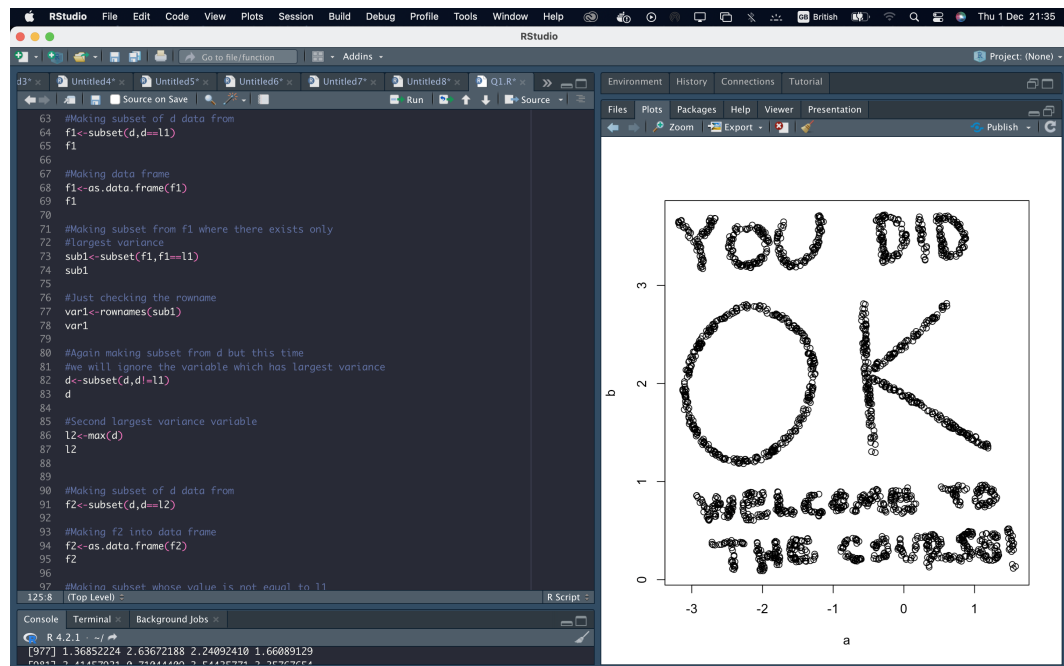 RStudio File Edit Code View Plots Session Build Debug Profile Tools Window Help GB British Thu 1 Dec 21:35
RStudio
Go to file/function Addins Project: (None)
d3* Untitled4* Untitled5* Untitled6* Untitled7* Untitled8* Q1.R*
Source on Save Run Source
63 #Making subset of d data from
64 f1<-subset(d,d==l1)
65 f1
66
67 #Making data frame
68 f1<-as.data.frame(f1)
69 f1
70
71 #Making subset from f1 where there exists only
72 #largest variance
73 sub1<-subset(f1,f1==l1)
74 sub1
75
76 #Just checking the rowname
77 var1<-rownames(sub1)
78 var1
79
80 #Again making subset from d but this time
81 #we will ignore the variable which has largest variance
82 d<-subset(d,d!=l1)
83 d
84
85 #Second largest variance variable
86 l2<-max(d)
87 l2
88
89
90 #Making subset of d data from
91 f2<-subset(d,d==l2)
92
93 #Making f2 into data frame
94 f2<-as.data.frame(f2)
95 f2
96
97 #Making subset whose value is not equal to l1
125:8 (Top Level) R Script
Console Terminal Background Jobs
R 4.2.1 · ~/
[977] 1.36852224 2.63672188 2.24092410 1.66089129
Environment History Connections Tutorial
Files Plots Packages Help Viewer Presentation
Zoom Export Publish
YOU DID
OK
WELCOME TO
THE COURSE!
b
3
2
1
0
-3 -2 -1 0 1
a